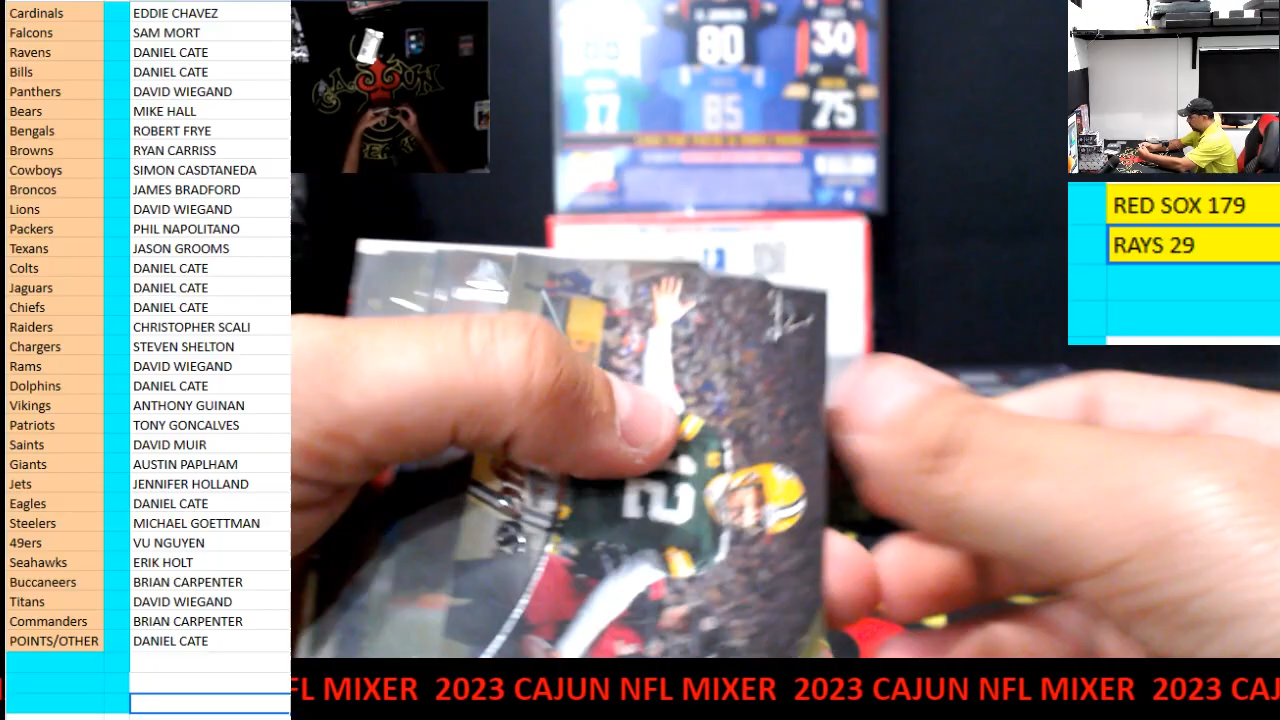 Cardinals EDDIE CHAVEZ
Falcons SAM MORT
Ravens DANIEL CATE
Bills DANIEL CATE
Panthers DAVID WIEGAND
Bears MIKE HALL
Bengals ROBERT FRYE
Browns RYAN CARRISS
Cowboys SIMON CASDTANEDA
Broncos JAMES BRADFORD
Lions DAVID WIEGAND
Packers PHIL NAPOLITANO
Texans JASON GROOMS
Colts DANIEL CATE
Jaguars DANIEL CATE
Chiefs DANIEL CATE
Raiders CHRISTOPHER SCALI
Chargers STEVEN SHELTON
Rams DAVID WIEGAND
Dolphins DANIEL CATE
Vikings ANTHONY GUINAN
Patriots TONY GONCALVES
Saints DAVID MUIR
Giants AUSTIN PAPLHAM
Jets JENNIFER HOLLAND
Eagles DANIEL CATE
Steelers MICHAEL GOETTMAN
49ers VU NGUYEN
Seahawks ERIK HOLT
Buccaneers BRIAN CARPENTER
Titans DAVID WIEGAND
Commanders BRIAN CARPENTER
POINTS/OTHER DANIEL CATE
80 30
17 85 75
12
RED SOX 179
RAYS 29
FL MIXER 2023 CAJUN NFL MIXER 2023 CAJUN NFL MIXER 2023 CAJ